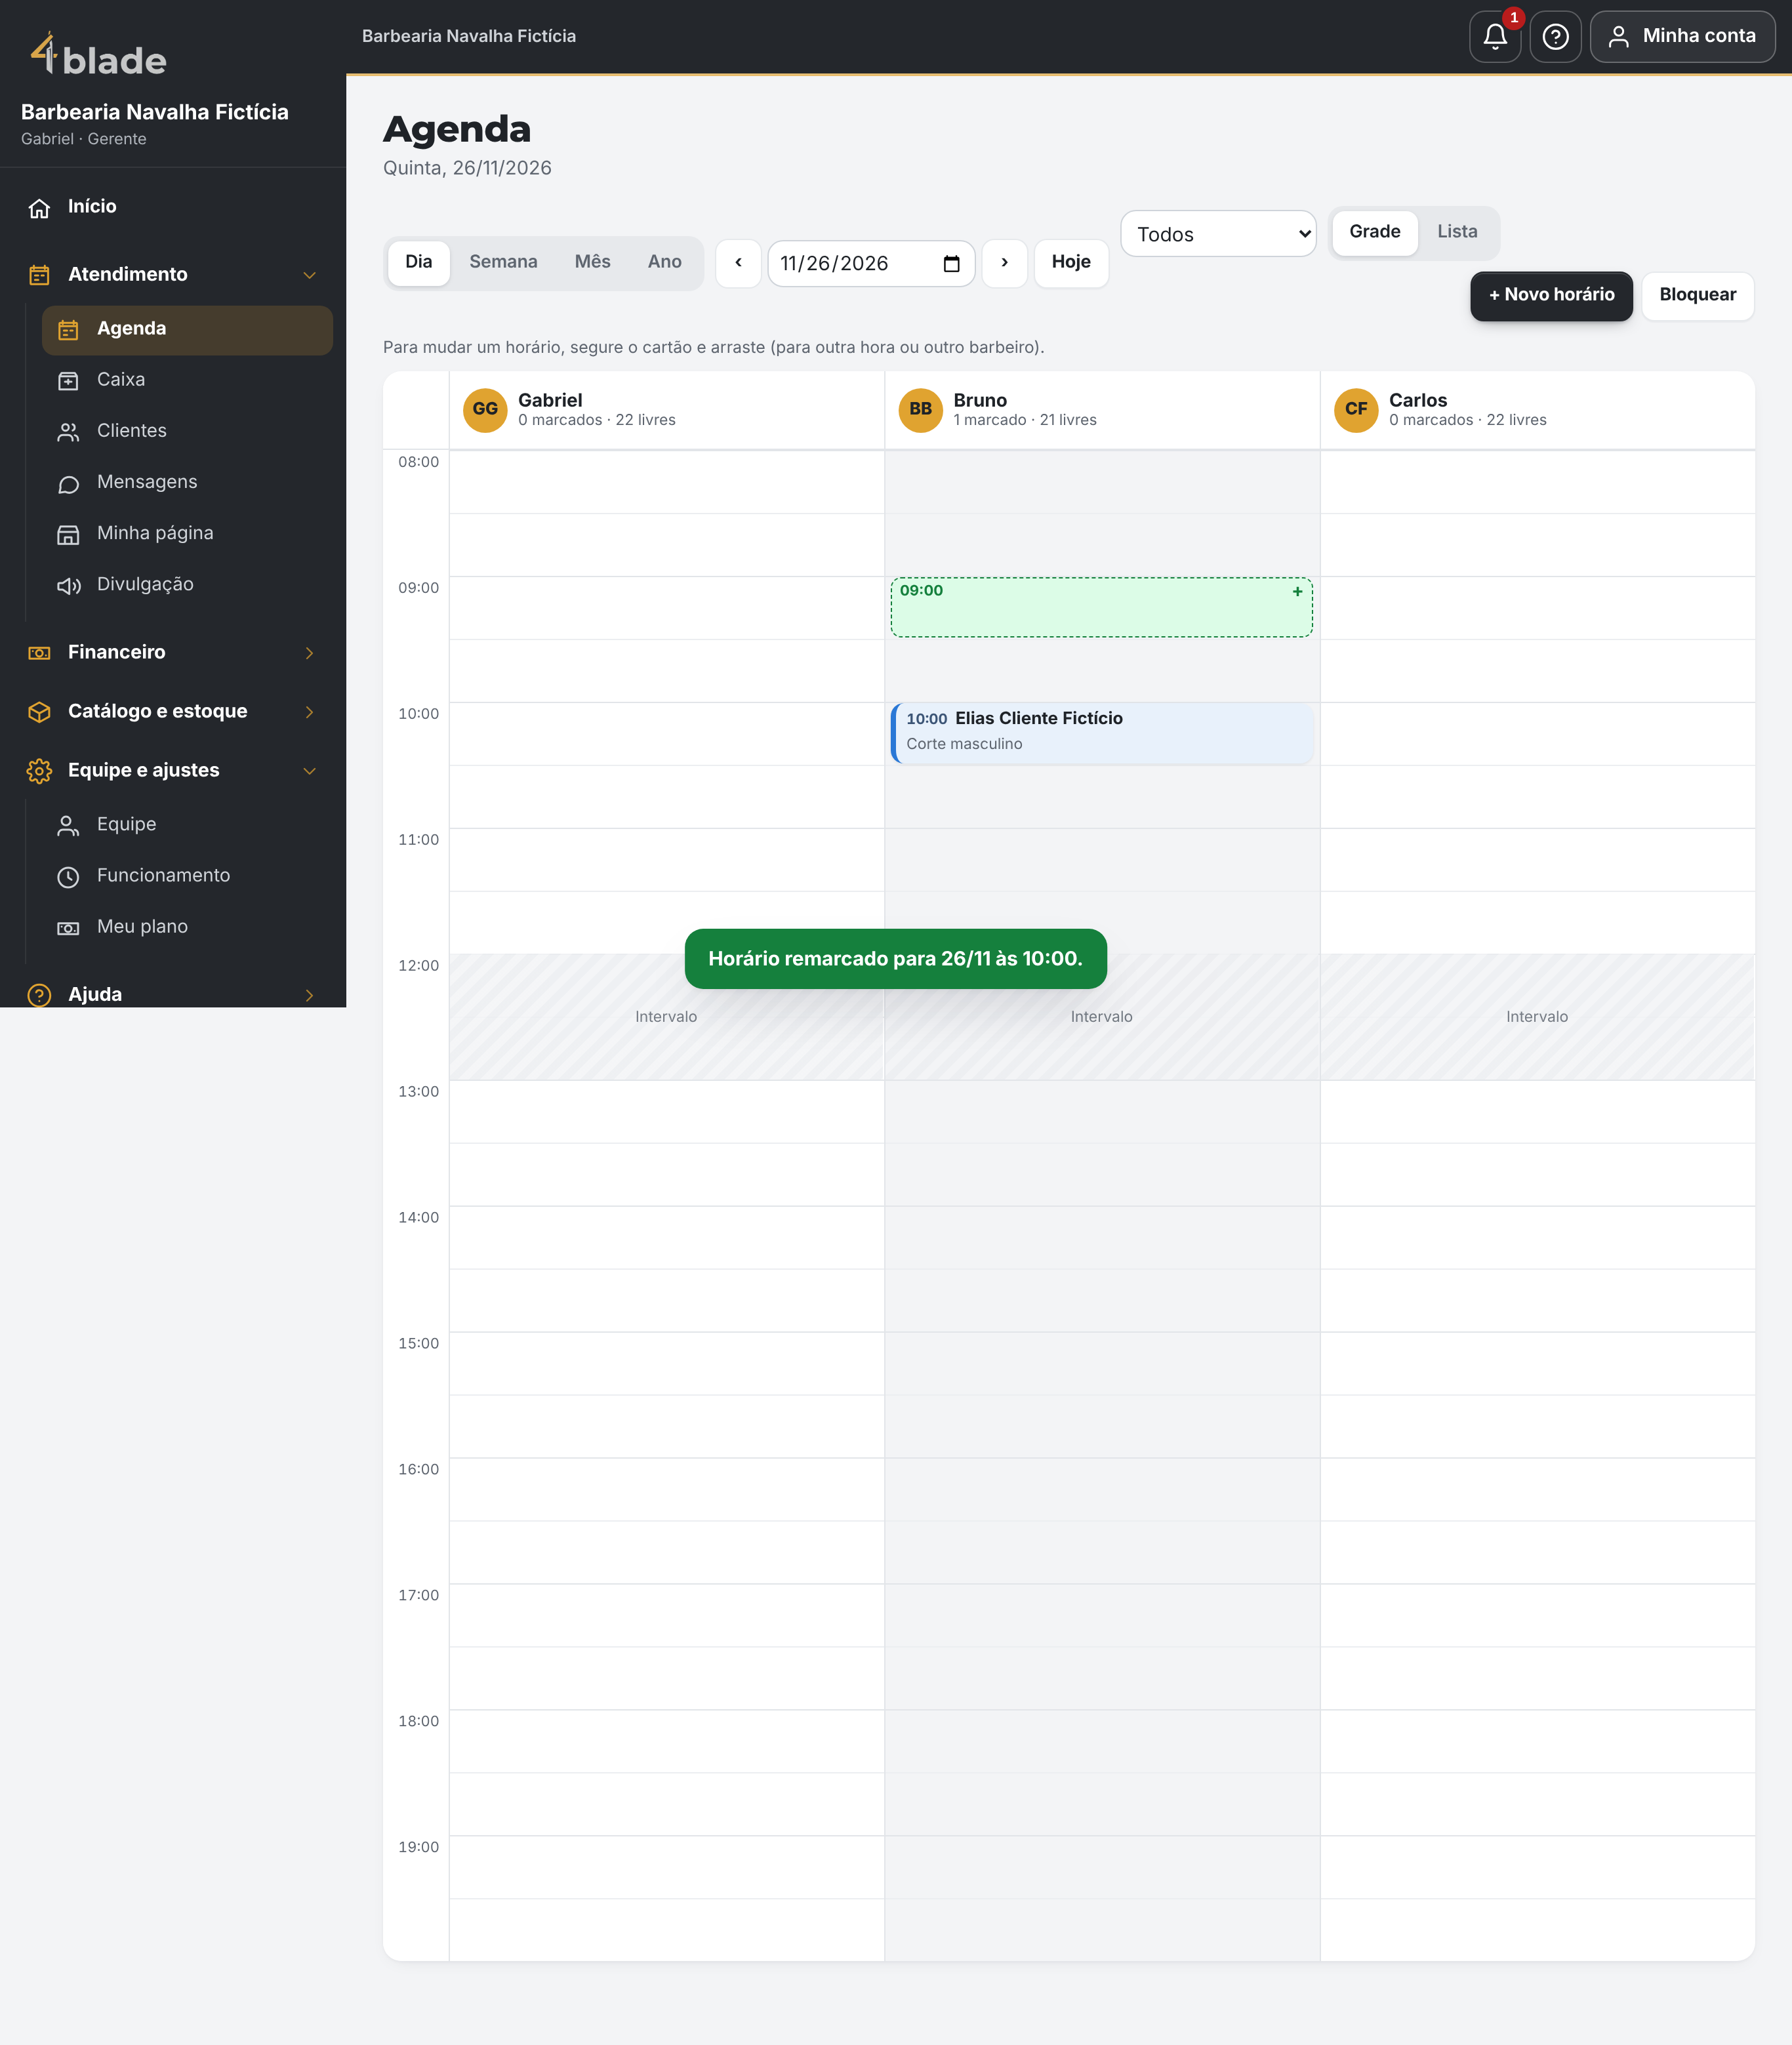 4blade
Barbearia Navalha Fictícia
Gabriel · Gerente
Início
Atendimento
Agenda
Caixa
Clientes
Mensagens
Minha página
Divulgação
Financeiro
Catálogo e estoque
Equipe e ajustes
Equipe
Funcionamento
Meu plano
Ajuda
Barbearia Navalha Fictícia
1
Minha conta
Agenda
Quinta, 26/11/2026
Dia Semana Mês Ano ‹ 11/26/2026 › Hoje Todos Grade Lista
+ Novo horário Bloquear
Para mudar um horário, segure o cartão e arraste (para outra hora ou outro barbeiro).
GG Gabriel
0 marcados · 22 livres
BB Bruno
1 marcado · 21 livres
CF Carlos
0 marcados · 22 livres
08:00
09:00
09:00 +
10:00
10:00 Elias Cliente Fictício
Corte masculino
11:00
Horário remarcado para 26/11 às 10:00.
12:00
Intervalo Intervalo Intervalo
13:00
14:00
15:00
16:00
17:00
18:00
19:00